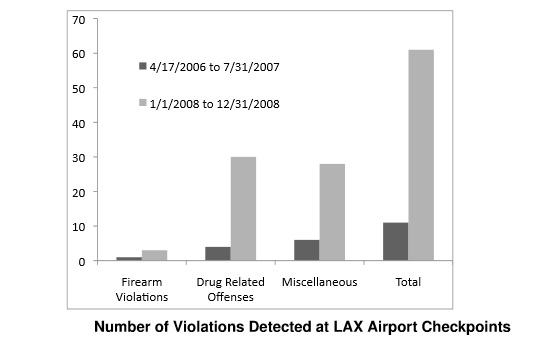 70
60
50
40
30
20
10
0
4/17/2006 to 7/31/2007
1/1/2008 to 12/31/2008
Firearm
Violations
Drug Related
Offenses
Miscellaneous
Total
Number of Violations Detected at LAX Airport Checkpoints